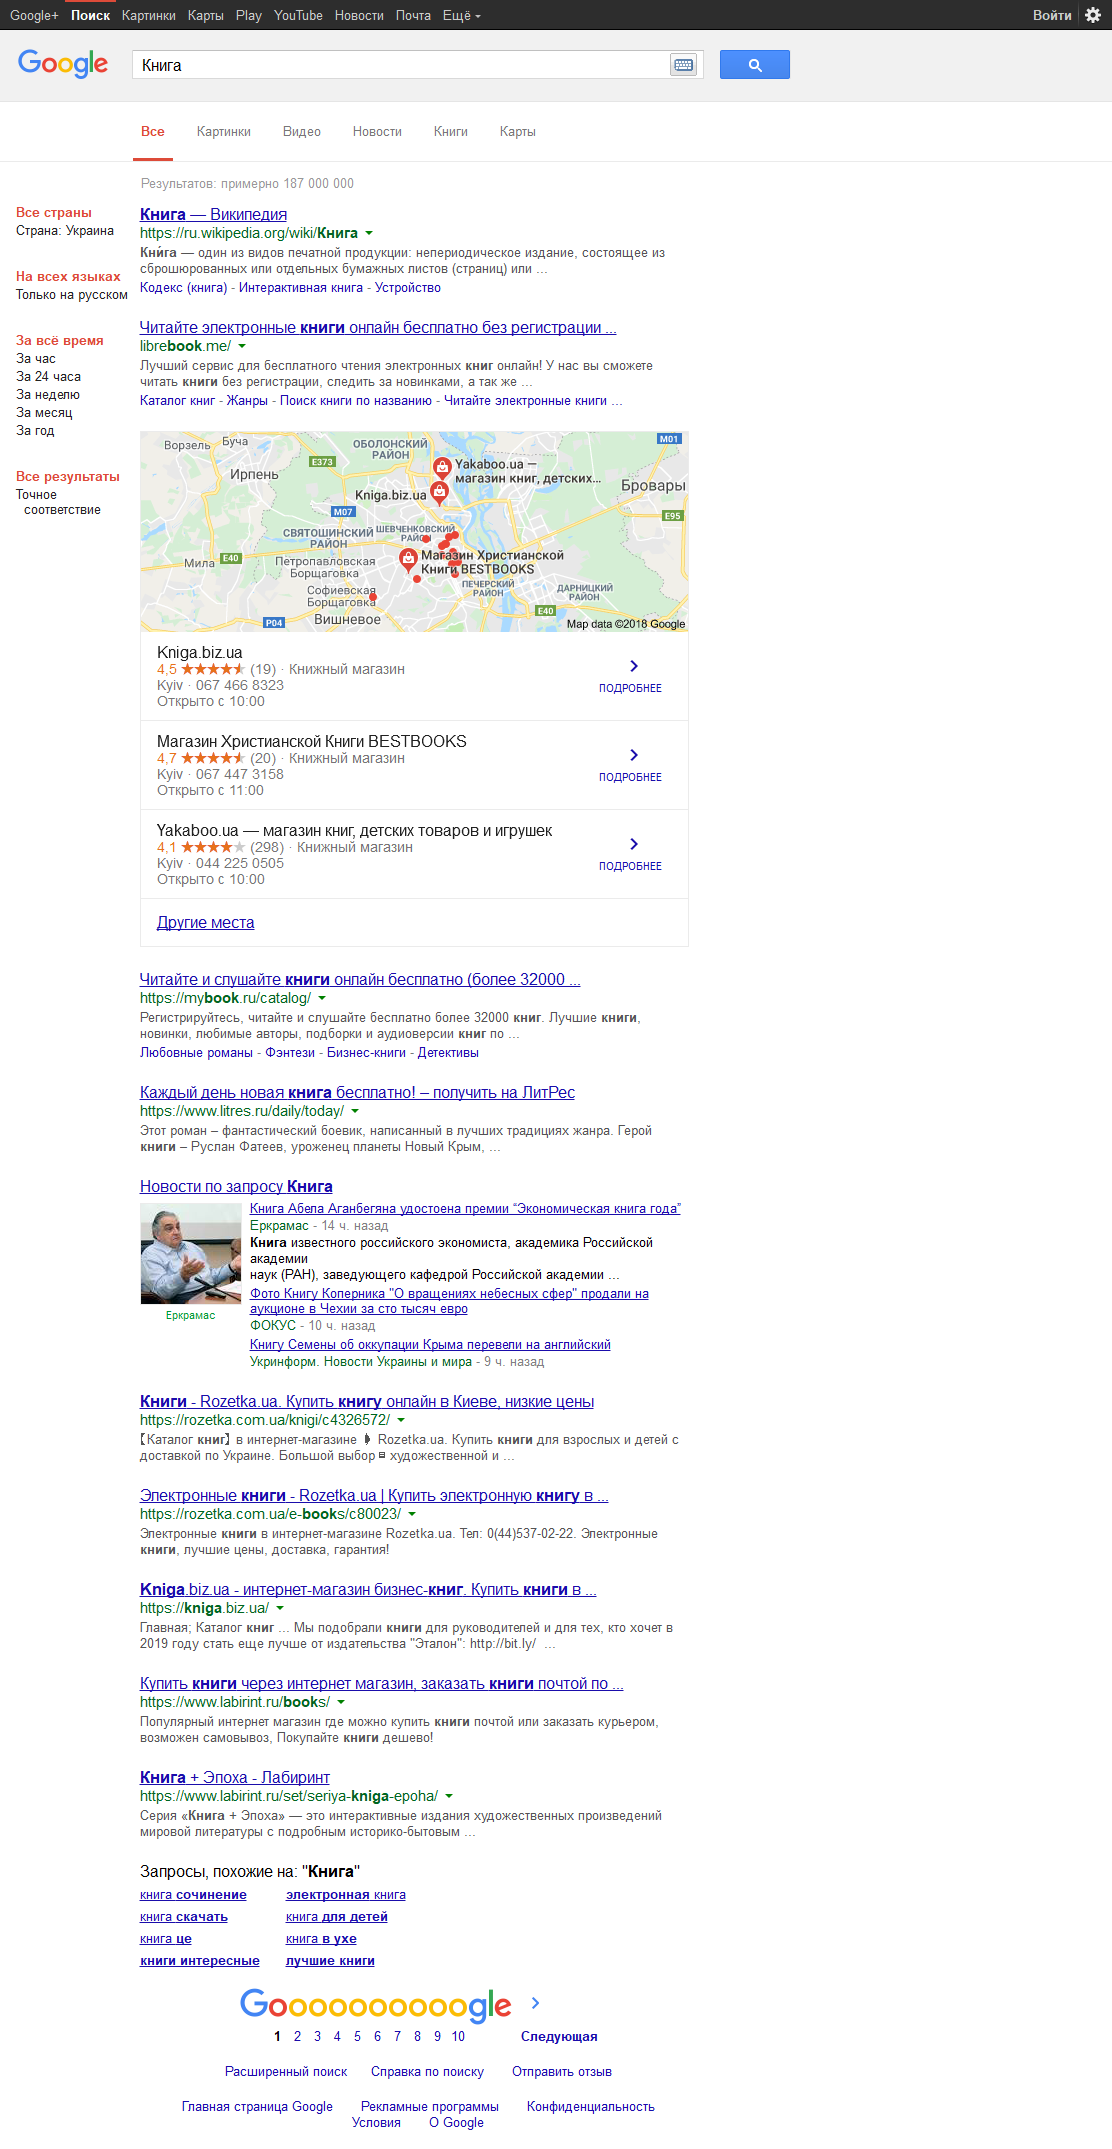 Google+ Поиск Картинки Карты Play YouTube Новости Почта Ещё Войти
Google Книга
Все Картинки Видео Новости Книги Карты
Результатов: примерно 187 000 000
Все страны
Страна: Украина
На всех языках
Только на русском
За всё время
За час
За 24 часа
За неделю
За месяц
За год
Все результаты
Точное
соответствие
Книга — Википедия
https://ru.wikipedia.org/wiki/Книга
Кни́га — один из видов печатной продукции: непериодическое издание, состоящее из
сброшюрованных или отдельных бумажных листов (страниц) или ...
Кодекс (книга) - Интерактивная книга - Устройство
Читайте электронные книги онлайн бесплатно без регистрации ...
librebook.me/
Лучший сервис для бесплатного чтения электронных книг онлайн! У нас вы сможете
читать книги без регистрации, следить за новинками, а так же ...
Каталог книг - Жанры - Поиск книги по названию - Читайте электронные книги ...
Ворзель
Буча
ОБОЛОНСКИЙ
РАЙОН
M01
E373
Ирпень
Yakaboo.ua —
магазин книг, детских...
Kniga.biz.ua
Бровары
M07
E95
СВЯТОШИНСКИЙ
РАЙОН
ШЕВЧЕНКОВСКИЙ
РАЙОН
Мила
E40
Петропавловская
Борщаговка
Магазин Христианской
Книги BESTBOOKS
ПЕЧЕРСКИЙ
РАЙОН
ДАРНИЦКИЙ
РАЙОН
Софиевская
Борщаговка
E40
P04
Вишневое
Map data ©2018 Google
Kniga.biz.ua
4,5 (19) · Книжный магазин
Kyiv · 067 466 8323
Открыто с 10:00
ПОДРОБНЕЕ
Магазин Христианской Книги BESTBOOKS
4,7 (20) · Книжный магазин
Kyiv · 067 447 3158
Открыто с 11:00
ПОДРОБНЕЕ
Yakaboo.ua — магазин книг, детских товаров и игрушек
4,1 (298) · Книжный магазин
Kyiv · 044 225 0505
Открыто с 10:00
ПОДРОБНЕЕ
Другие места
Читайте и слушайте книги онлайн бесплатно (более 32000 ...
https://mybook.ru/catalog/
Регистрируйтесь, читайте и слушайте бесплатно более 32000 книг. Лучшие книги,
новинки, любимые авторы, подборки и аудиоверсии книг по ...
Любовные романы - Фэнтези - Бизнес-книги - Детективы
Каждый день новая книга бесплатно! – получить на ЛитРес
https://www.litres.ru/daily/today/
Этот роман – фантастический боевик, написанный в лучших традициях жанра. Герой
книги – Руслан Фатеев, уроженец планеты Новый Крым, ...
Новости по запросу Книга
Еркрамас
Книга Абела Аганбегяна удостоена премии “Экономическая книга года”
Еркрамас - 14 ч. назад
Книга известного российского экономиста, академика Российской
академии
наук (РАН), заведующего кафедрой Российской академии ...
Фото Книгу Коперника "О вращениях небесных сфер" продали на
аукционе в Чехии за сто тысяч евро
ФОКУС - 10 ч. назад
Книгу Семены об оккупации Крыма перевели на английский
Укринформ. Новости Украины и мира - 9 ч. назад
Книги - Rozetka.ua. Купить книгу онлайн в Киеве, низкие цены
https://rozetka.com.ua/knigi/c4326572/
【Каталог книг】 в интернет-магазине Rozetka.ua. Купить книги для взрослых и детей с
доставкой по Украине. Большой выбор художественной и ...
Электронные книги - Rozetka.ua | Купить электронную книгу в ...
https://rozetka.com.ua/e-books/c80023/
Электронные книги в интернет-магазине Rozetka.ua. Тел: 0(44)537-02-22. Электронные
книги, лучшие цены, доставка, гарантия!
Kniga.biz.ua - интернет-магазин бизнес-книг. Купить книги в ...
https://kniga.biz.ua/
Главная; Каталог книг ... Мы подобрали книги для руководителей и для тех, кто хочет в
2019 году стать еще лучше от издательства "Эталон": http://bit.ly/ ...
Купить книги через интернет магазин, заказать книги почтой по ...
https://www.labirint.ru/books/
Популярный интернет магазин где можно купить книги почтой или заказать курьером,
возможен самовывоз, Покупайте книги дешево!
Книга + Эпоха - Лабиринт
https://www.labirint.ru/set/seriya-kniga-epoha/
Серия «Книга + Эпоха» — это интерактивные издания художественных произведений
мировой литературы с подробным историко-бытовым ...
Запросы, похожие на: "Книга"
книга сочинение электронная книга
книга скачать книга для детей
книга це книга в ухе
книги интересные лучшие книги
Goooooooooogle
1 2 3 4 5 6 7 8 9 10 Следующая
Расширенный поиск Справка по поиску Отправить отзыв
Главная страница Google Рекламные программы Конфиденциальность
Условия О Google